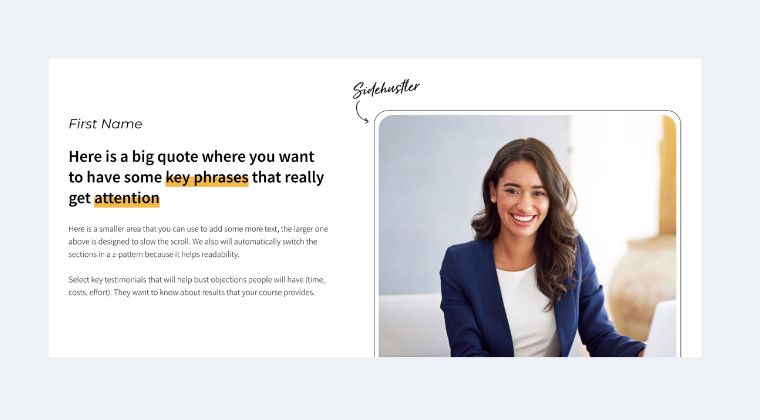 Sidehustler
First Name
Here is a big quote where you want
to have some key phrases that really
get attention
Here is a smaller area that you can use to add some more text, the larger one
above is designed to slow the scroll. We also will automatically switch the
sections in a z-pattern because it helps readability.
Select key testimonials that will help bust objections people will have (time,
costs, effort). They want to know about results that your course provides.